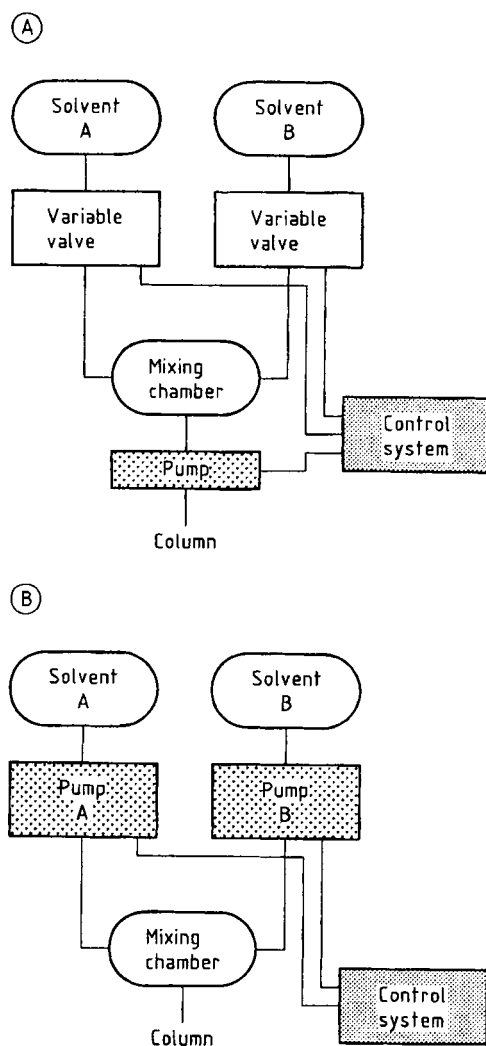 A
Solvent
A
Solvent
B
Variable
valve
Variable
valve
Mixing
chamber
Control
system
Pump
Column
B
Solvent
A
Solvent
B
Pump
A
Pump
B
Mixing
chamber
Control
system
Column